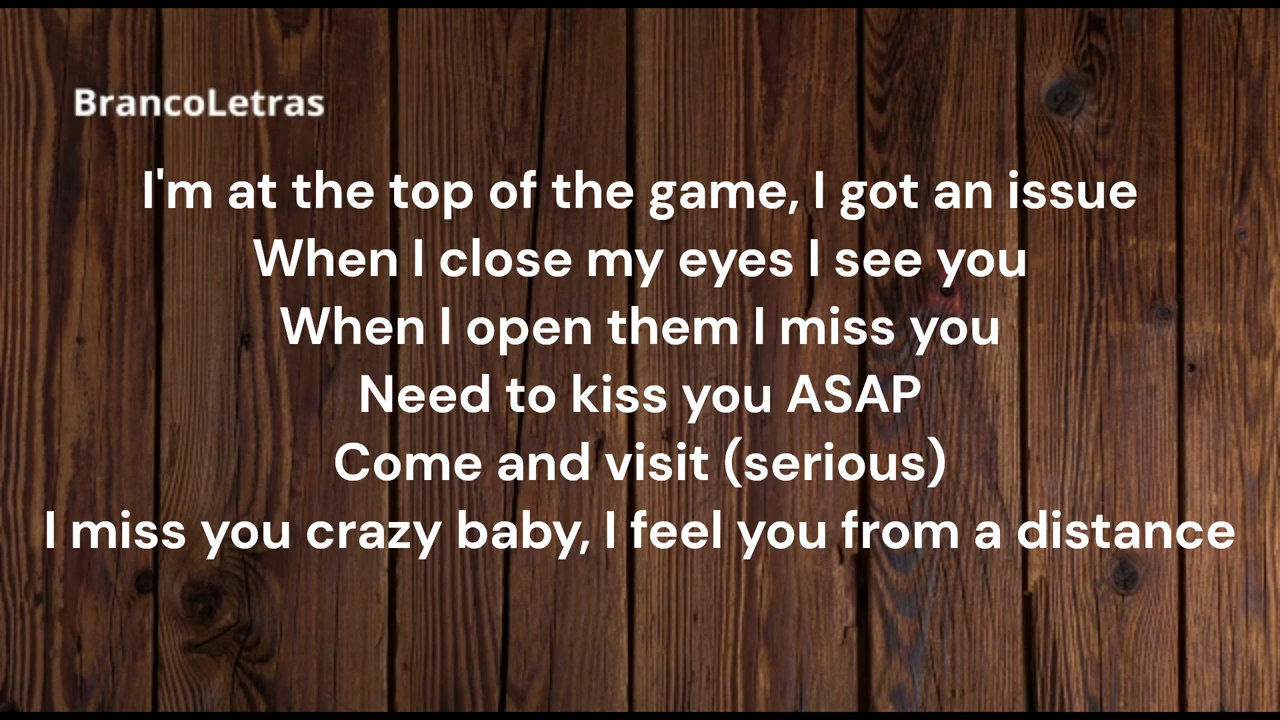 BrancoLetras
I'm at the top of the game, I got an issue
When I close my eyes I see you
When I open them I miss you
Need to kiss you ASAP
Come and visit (serious)
I miss you crazy baby, I feel you from a distance